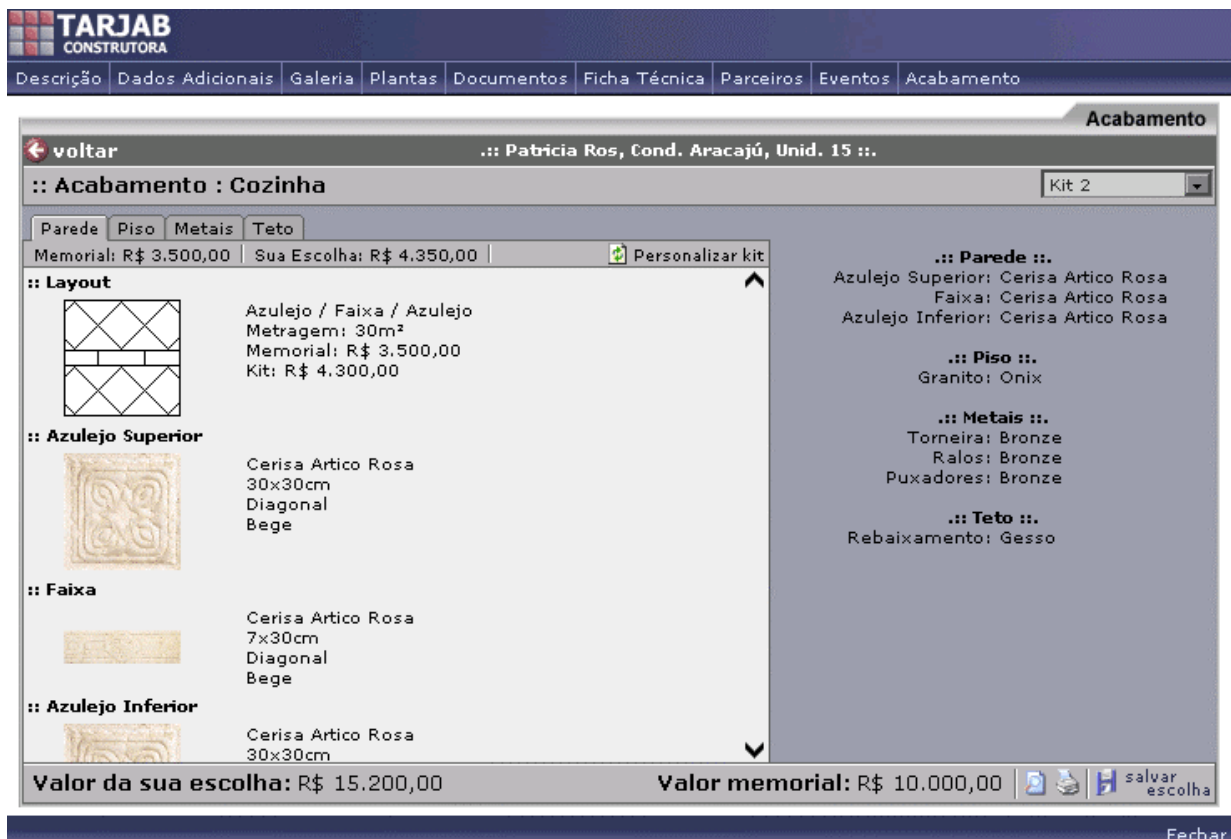 TARJAB
CONSTRUTORA
Descrição Dados Adicionais Galeria Plantas Documentos Ficha Técnica Parceiros Eventos Acabamento
Acabamento
voltar
.:: Patricia Ros, Cond. Aracajú, Unid. 15 ::.
:: Acabamento : Cozinha
Kit 2
Parede Piso Metais Teto
Memorial: R$ 3.500,00 Sua Escolha: R$ 4.350,00 Personalizar kit
:: Layout
Azulejo / Faixa / Azulejo
Metragem: 30m²
Memorial: R$ 3.500,00
Kit: R$ 4.300,00
:: Azulejo Superior
Cerisa Artico Rosa
30x30cm
Diagonal
Bege
:: Faixa
Cerisa Artico Rosa
7x30cm
Diagonal
Bege
:: Azulejo Inferior
Cerisa Artico Rosa
30x30cm
.:: Parede ::.
Azulejo Superior: Cerisa Artico Rosa
Faixa: Cerisa Artico Rosa
Azulejo Inferior: Cerisa Artico Rosa
.:: Piso ::.
Granito: Onix
.:: Metais ::.
Torneira: Bronze
Ralos: Bronze
Puxadores: Bronze
.:: Teto ::.
Rebaixamento: Gesso
Valor da sua escolha: R$ 15.200,00
Valor memorial: R$ 10.000,00
salvar
escolha
Fechar